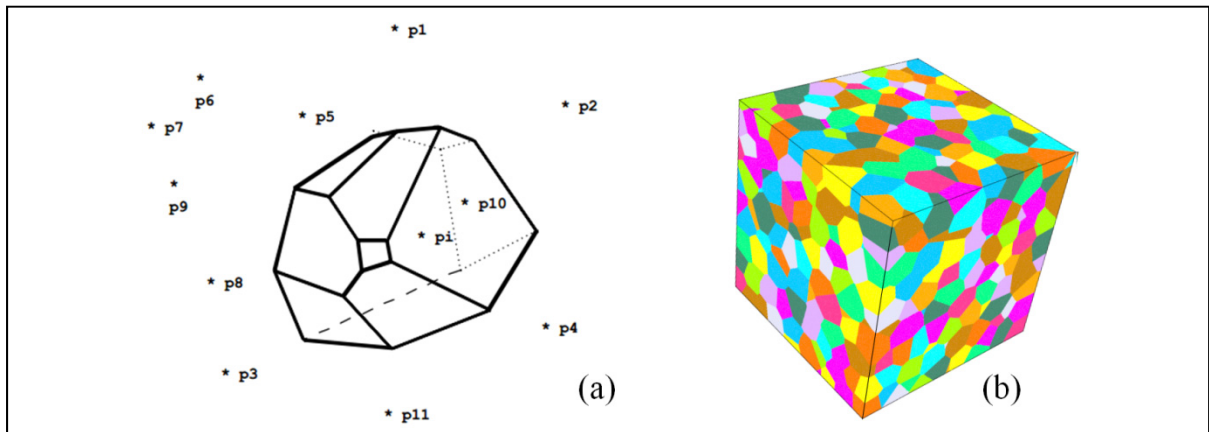 * p1
* p6
* p2
* p5
* p7
* p9
* p10
* pi
* p8
* p4
* p3
* p11
(a)
(b)